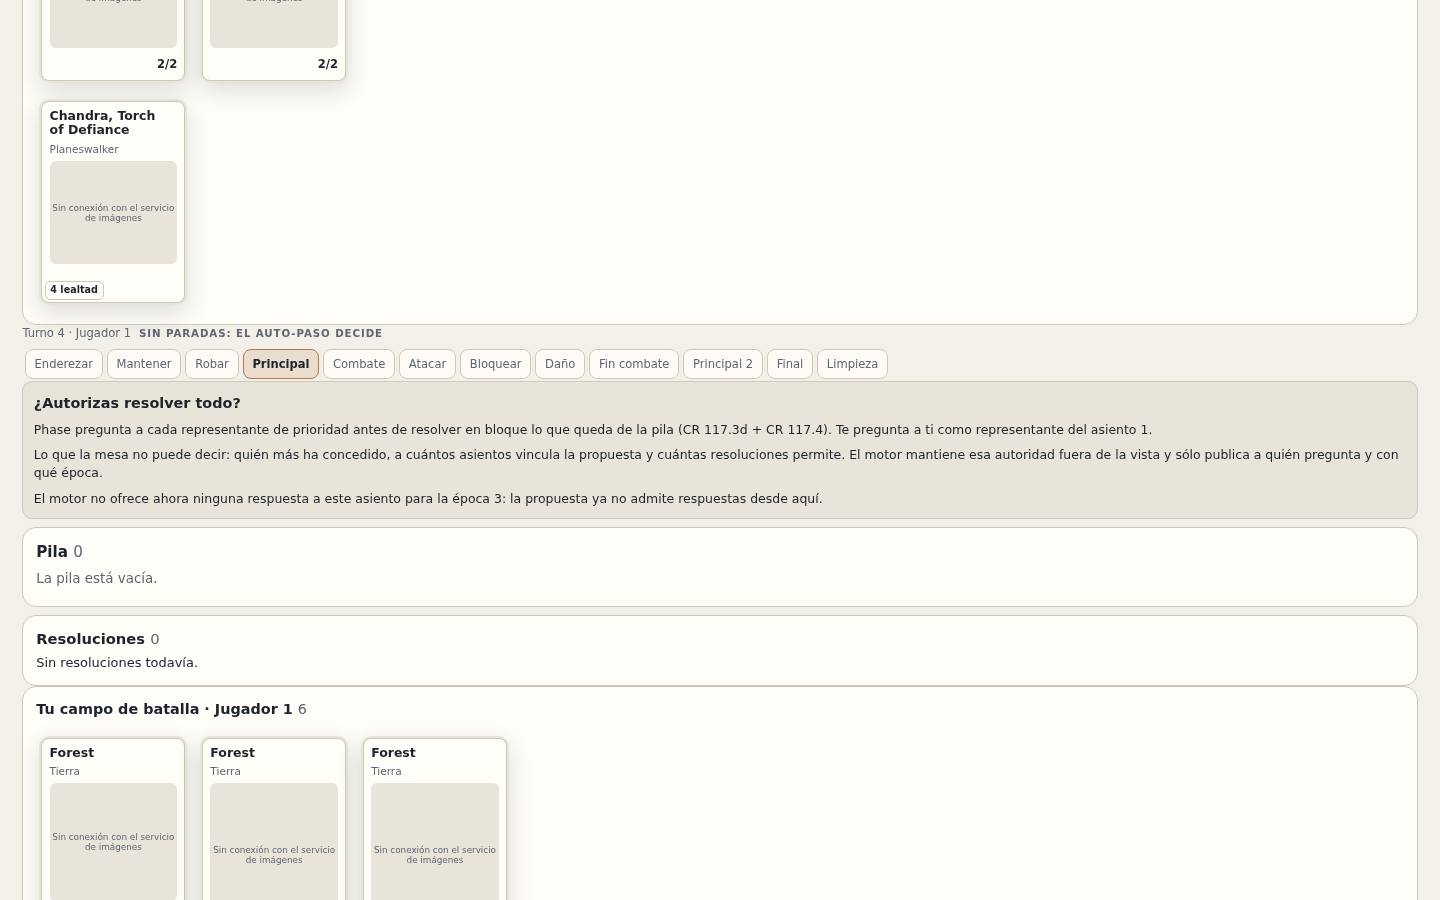 de imágenes
de imágenes
2/2
2/2
Chandra, Torch
of Defiance
Planeswalker
Sin conexión con el servicio
de imágenes
4 lealtad
Turno 4 · Jugador 1 SIN PARADAS: EL AUTO-PASO DECIDE
Enderezar Mantener Robar Principal Combate Atacar Bloquear Daño Fin combate Principal 2 Final Limpieza
¿Autorizas resolver todo?
Phase pregunta a cada representante de prioridad antes de resolver en bloque lo que queda de la pila (CR 117.3d + CR 117.4). Te pregunta a ti como representante del asiento 1.
Lo que la mesa no puede decir: quién más ha concedido, a cuántos asientos vincula la propuesta y cuántas resoluciones permite. El motor mantiene esa autoridad fuera de la vista y sólo publica a quién pregunta y con
qué época.
El motor no ofrece ahora ninguna respuesta a este asiento para la época 3: la propuesta ya no admite respuestas desde aquí.
Pila 0
La pila está vacía.
Resoluciones 0
Sin resoluciones todavía.
Tu campo de batalla · Jugador 1 6
Forest
Tierra
Sin conexión con el servicio
de imágenes
Forest
Tierra
Sin conexión con el servicio
de imágenes
Forest
Tierra
Sin conexión con el servicio
de imágenes